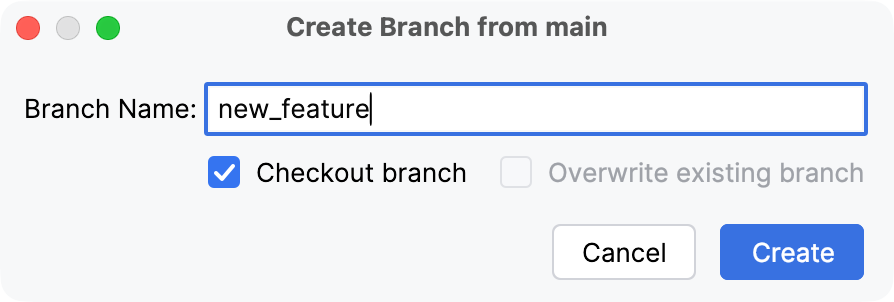 Create Branch from main
Branch Name: new_feature
Checkout branch Overwrite existing branch
Cancel Create